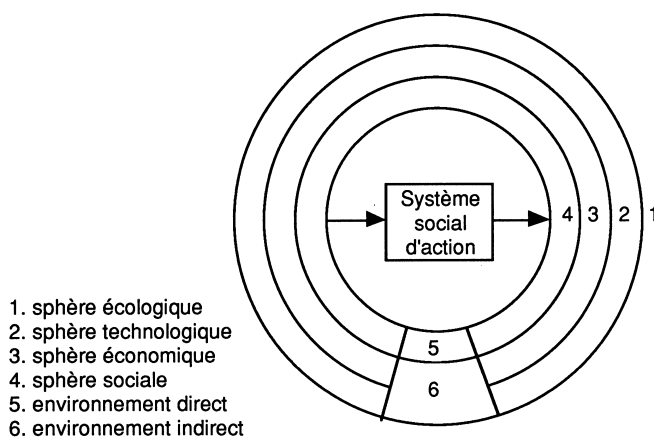 Système
social
d'action
4 3 2 1
5
6
1. sphère écologique
2. sphère technologique
3. sphère économique
4. sphère sociale
5. environnement direct
6. environnement indirect